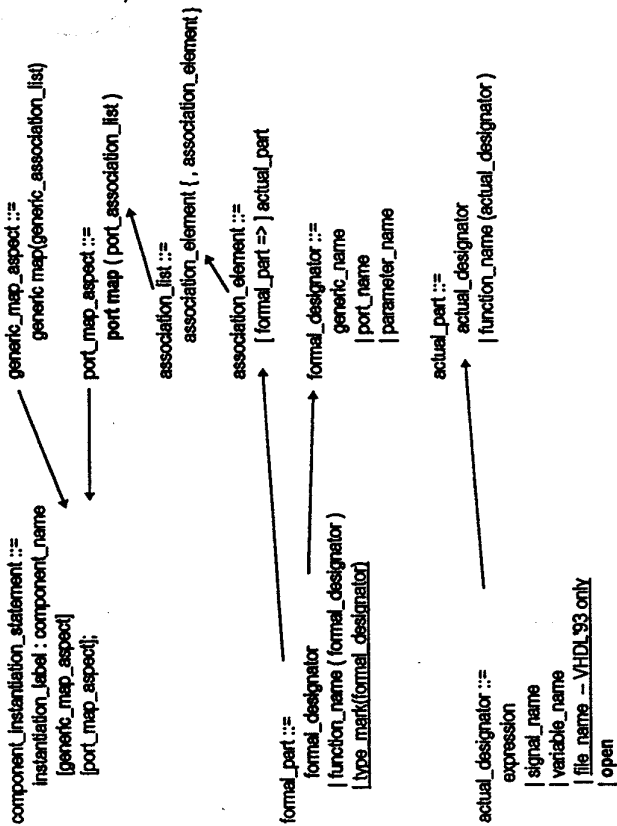 component_instantiation_statement ::=
instantiation_label : component_name
[generic_map_aspect]
[port_map_aspect];
generic_map_aspect ::=
generic map(generic_association_list)
port_map_aspect ::=
port map ( port_association_list )
association_list ::=
association_element { , association_element }
association_element ::=
[ formal_part => ] actual_part
formal_part ::=
formal_designator
| function_name ( formal_designator )
| type_mark(formal_designator)
formal_designator ::=
generic_name
| port_name
| parameter_name
actual_designator ::=
expression
| signal_name
| variable_name
| file_name -- VHDL'93 only
| open
actual_part ::=
actual_designator
| function_name (actual_designator )